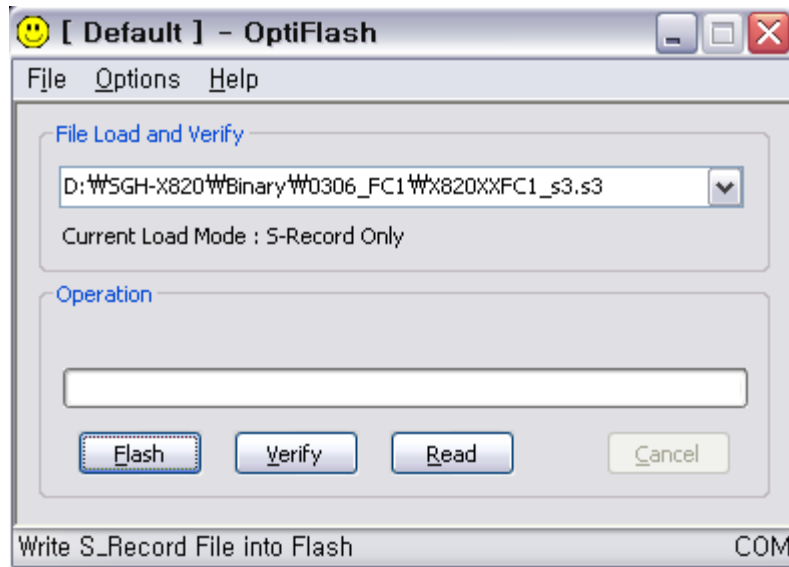 [ Default ] - OptiFlash
File Options Help
File Load and Verify
D:₩SGH-X820₩Binary₩0306_FC1₩X820XXFC1_s3.s3
Current Load Mode : S-Record Only
Operation
Flash Verify Read Cancel
Write S_Record File into Flash COM